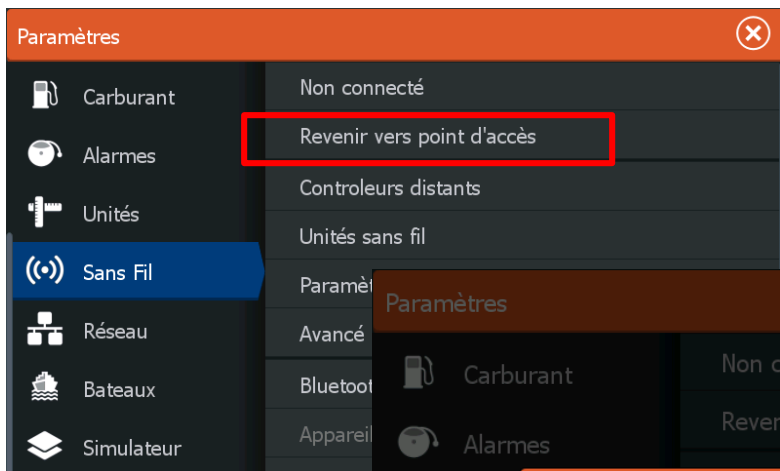 Paramètres
Carburant
Alarmes
Unités
Sans Fil
Réseau
Bateaux
Simulateur
Non connecté
Revenir vers point d'accès
Controleurs distants
Unités sans fil
Paramèt
Avancé
Bluetoot
Appareil
Paramètres
Carburant
Alarmes
Non c
Rever